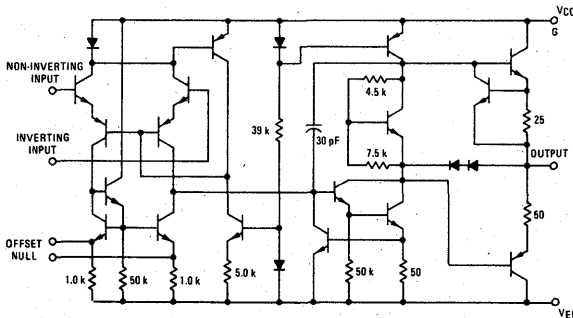 VCC
G
NON-INVERTING
INPUT
4.5 k
25
39 k
30 pF
INVERTING
INPUT
7.5 k
OUTPUT
50
OFFSET
NULL
1.0 k
50 k
1.0 k
5.0 k
50 k
50
VEE